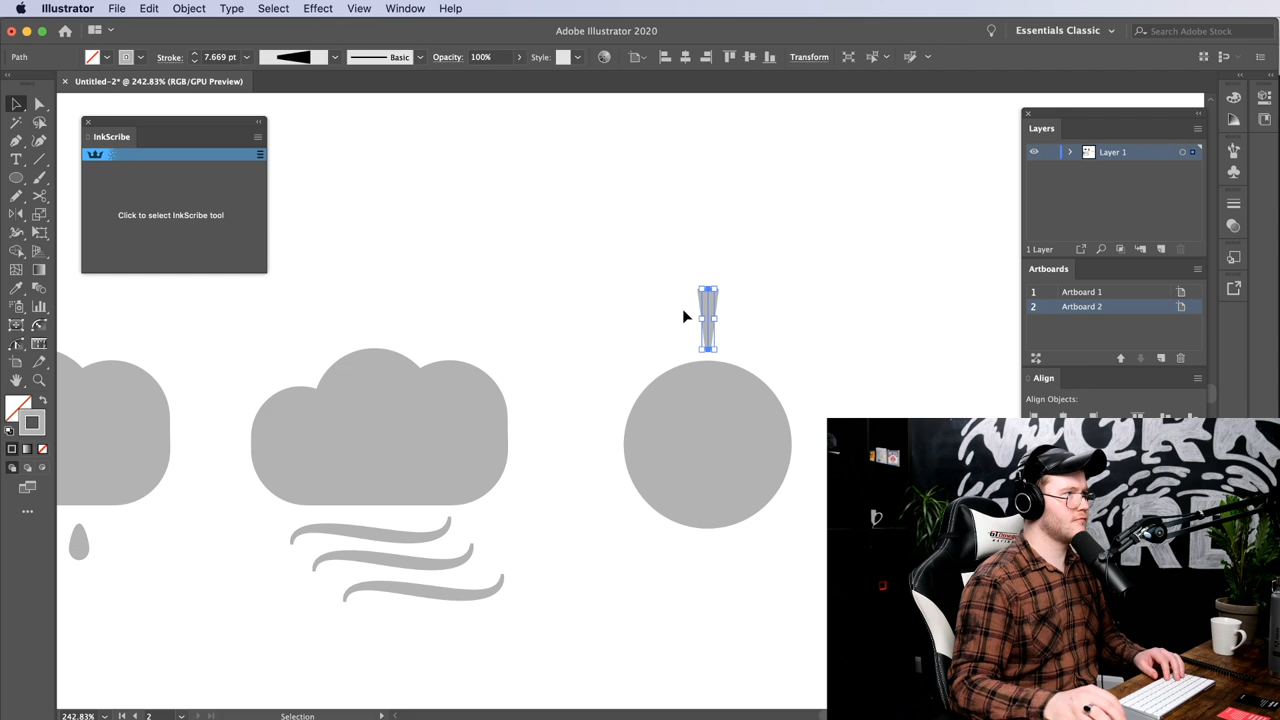 Illustrator File Edit Object Type Select Effect View Window Help
Adobe Illustrator 2020
Essentials Classic
Search Adobe Stock
Path
Stroke: 7.669 pt
Basic
Opacity: 100%
Style:
Transform
Untitled-2* @ 242.83% (RGB/GPU Preview)
InkScribe
Click to select InkScribe tool
Layers
Layer 1
1 Layer
Artboards
1 Artboard 1
2 Artboard 2
Align
Align Objects:
242.83% 2 Selection